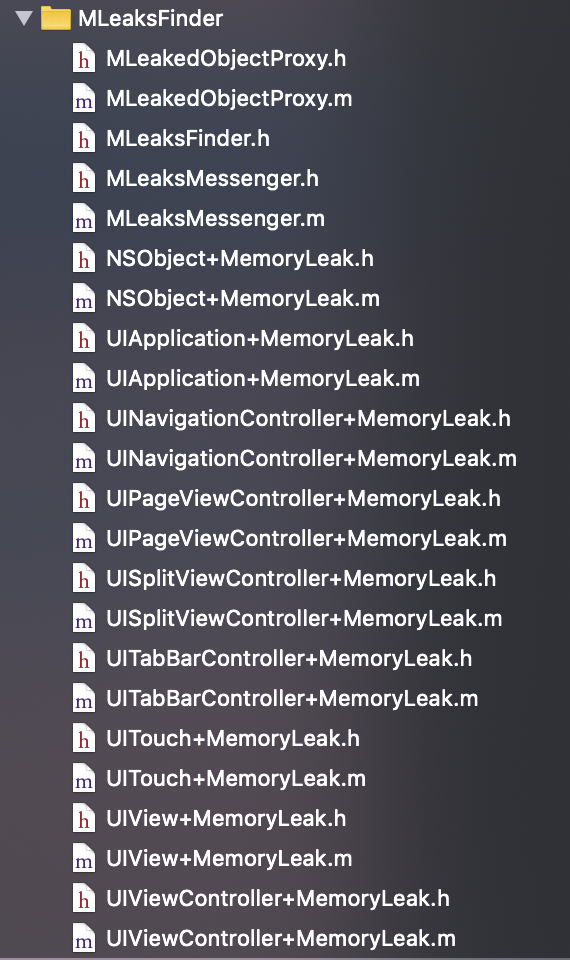 MLeaksFinder
h MLeakedObjectProxy.h
m MLeakedObjectProxy.m
h MLeaksFinder.h
h MLeaksMessenger.h
m MLeaksMessenger.m
h NSObject+MemoryLeak.h
m NSObject+MemoryLeak.m
h UIApplication+MemoryLeak.h
m UIApplication+MemoryLeak.m
h UINavigationController+MemoryLeak.h
m UINavigationController+MemoryLeak.m
h UIPageViewController+MemoryLeak.h
m UIPageViewController+MemoryLeak.m
h UISplitViewController+MemoryLeak.h
m UISplitViewController+MemoryLeak.m
h UITabBarController+MemoryLeak.h
m UITabBarController+MemoryLeak.m
h UITouch+MemoryLeak.h
m UITouch+MemoryLeak.m
h UIView+MemoryLeak.h
m UIView+MemoryLeak.m
h UIViewController+MemoryLeak.h
m UIViewController+MemoryLeak.m